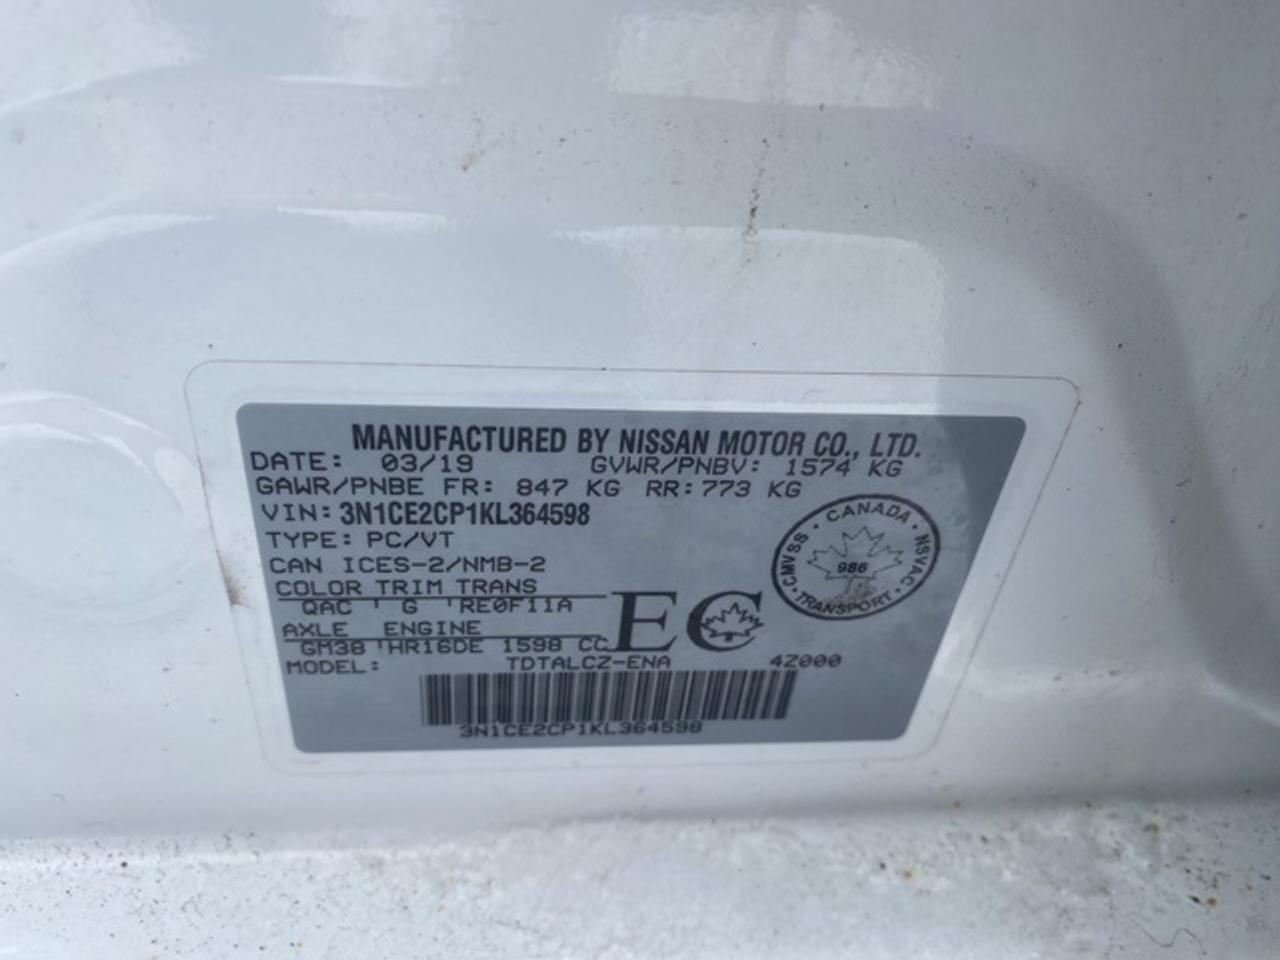 MANUFACTURED BY NISSAN MOTOR CO., LTD.
DATE: 03/19 GVWR/PNBV: 1574 KG
GAWR/PNBE FR: 847 KG RR: 773 KG
VIN: 3N1CE2CP1KL364598
TYPE: PC/VT
CAN ICES-2/NMB-2
COLOR TRIM TRANS
QAC G RE0F11A
AXLE ENGINE
GM38 HR16DE 1598 CC
MODEL: TDTALCZ-ENA 4Z000
3N1CE2CP1KL364598
EC
CANADA
CMVSS 986 NSVAC
TRANSPORT